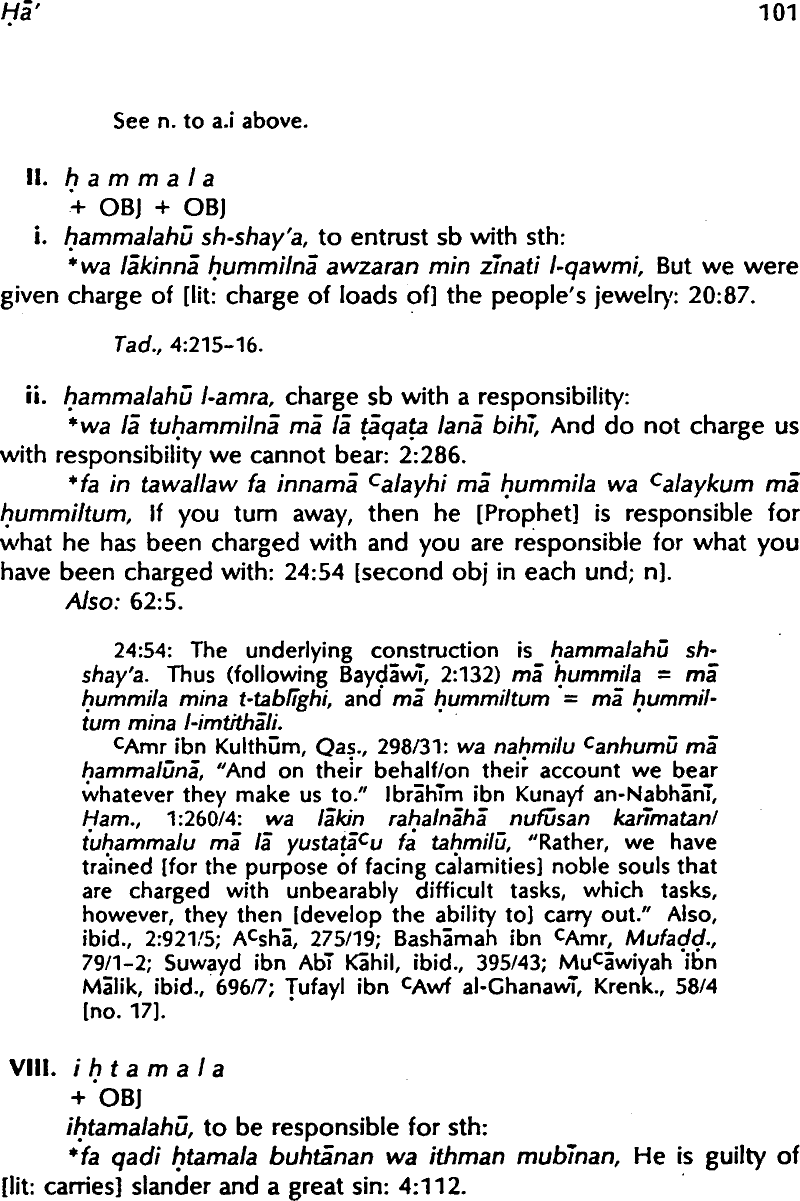 Ḥā’ 101
See n. to a.i above.
II. ḥ a m m a l a
+ OBJ + OBJ
i. ḥammalahū sh-shay’a, to entrust sb with sth:
*wa lākinnā ḥummilnā awzaran min zīnati l-qawmi, But we were
given charge of [lit: charge of loads of] the people's jewelry: 20:87.
Tad., 4:215–16.
ii. ḥammalahū l-amra, charge sb with a responsibility:
*wa lā tuḥammilnā mā lā ṭāqaṭa lanā bihī, And do not charge us
with responsibility we cannot bear: 2:286.
*fa in tawallaw fa innamā ᶜalayhi mā ḥummila wa ᶜalaykum mā
ḥummiltum, If you turn away, then he [Prophet] is responsible for
what he has been charged with and you are responsible for what you
have been charged with: 24:54 [second obj in each und; n].
Also: 62:5.
24:54: The underlying construction is ḥammalahū sh-
shay’a. Thus (following Bayḍāwī, 2:132) mā ḥummila = mā
ḥummila mina t-tablīghi, and mā ḥummiltum = mā ḥummil-
tum mina l-imtithāli.
ᶜAmr ibn Kulthūm, Qaṣ., 298/31: wa naḥmilu ᶜanhumū mā
ḥammalūnā, "And on their behalf/on their account we bear
whatever they make us to." Ibrāhīm ibn Kunayf an-Nabhānī,
Ḥam., 1:260/4: wa lākin raḥalnāhā nufūsan karīmatan/
tuḥammalu mā lā yustaṭāᶜu fa taḥmilū, "Rather, we have
trained [for the purpose of facing calamities] noble souls that
are charged with unbearably difficult tasks, which tasks,
however, they then [develop the ability to] carry out." Also,
ibid., 2:921/5; Aᶜshā, 275/19; Bashāmah ibn ᶜAmr, Mufaḍḍ.,
79/1–2; Suwayd ibn Abī Kāhil, ibid., 395/43; Muᶜāwiyah ibn
Mālik, ibid., 696/7; Ṭufayl ibn ᶜAwf al-Ghanawī, Krenk., 58/4
[no. 17].
VIII. i ḥ t a m a l a
+ OBJ
iḥtamalahū, to be responsible for sth:
*fa qadi ḥtamala buhtānan wa ithman mubīnan, He is guilty of
[lit: carries] slander and a great sin: 4:112.